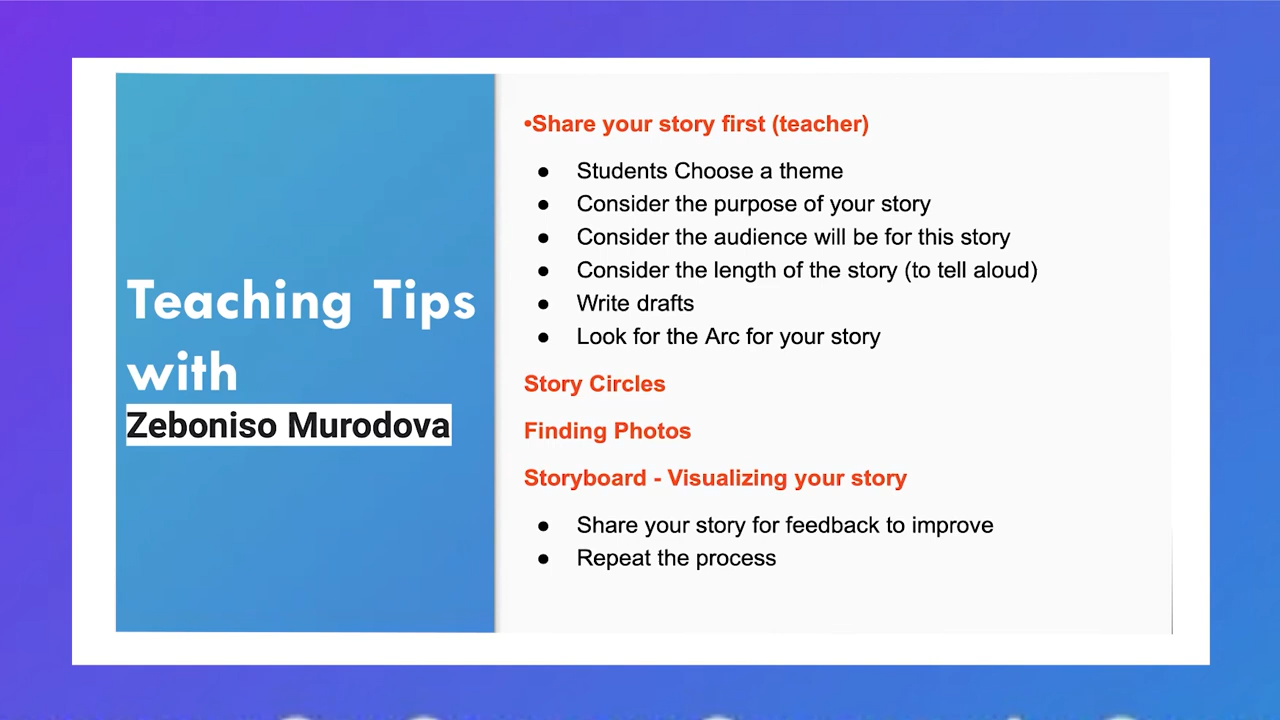 Teaching Tips
with
Zeboniso Murodova
•Share your story first (teacher)
● Students Choose a theme
● Consider the purpose of your story
● Consider the audience will be for this story
● Consider the length of the story (to tell aloud)
● Write drafts
● Look for the Arc for your story
Story Circles
Finding Photos
Storyboard - Visualizing your story
● Share your story for feedback to improve
● Repeat the process